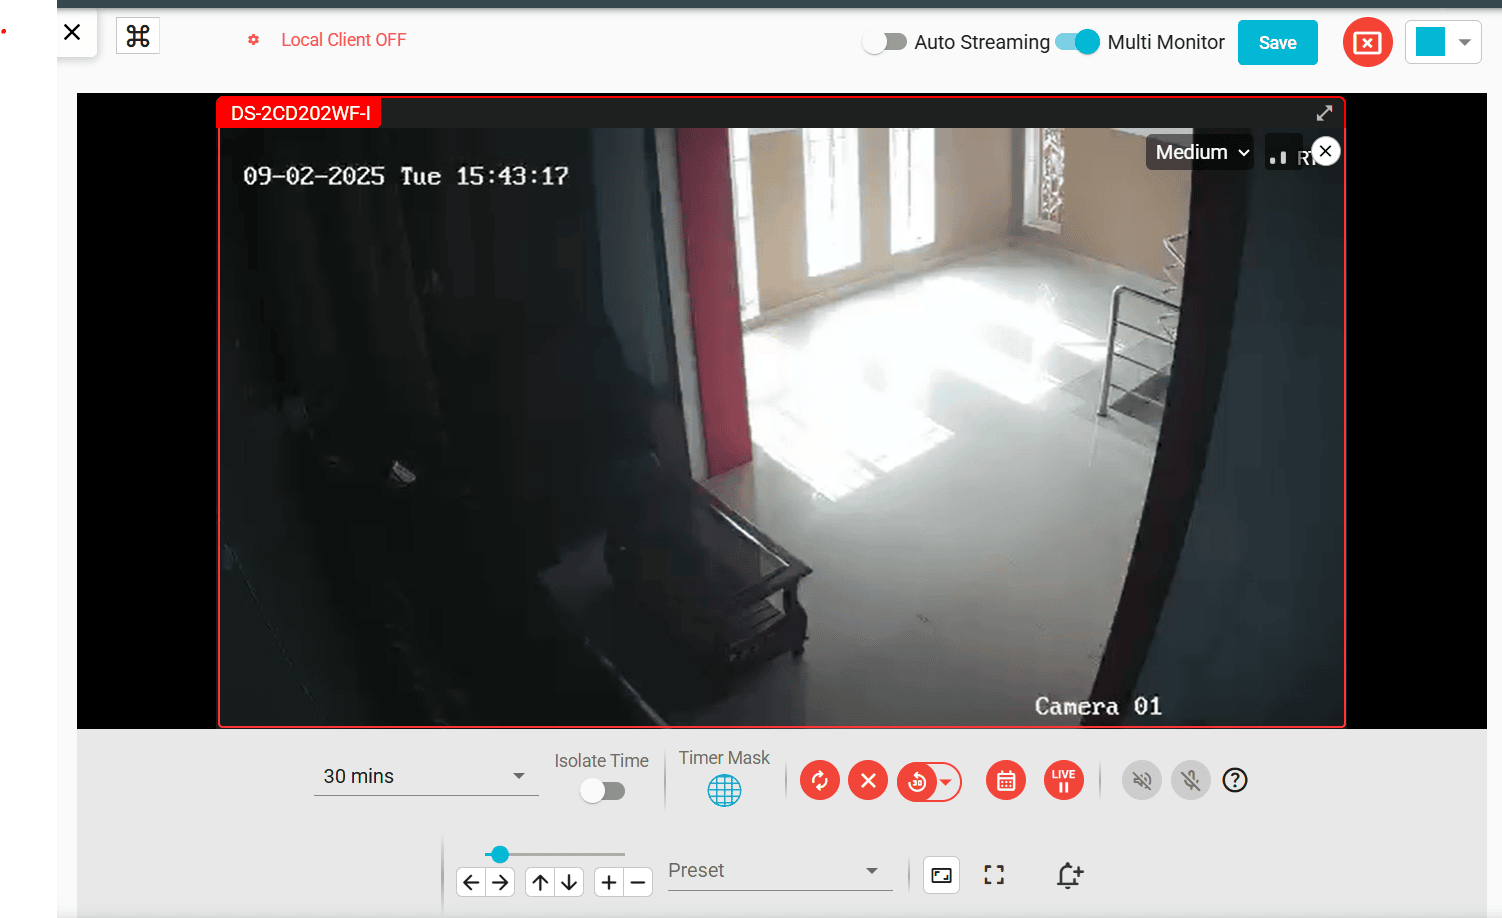 Local Client OFF
Auto Streaming
Multi Monitor
Save
DS-2CD202WF-I
09-02-2025 Tue 15:43:17
Medium
Camera 01
30 mins
Isolate Time
Timer Mask
30
LIVE
Preset